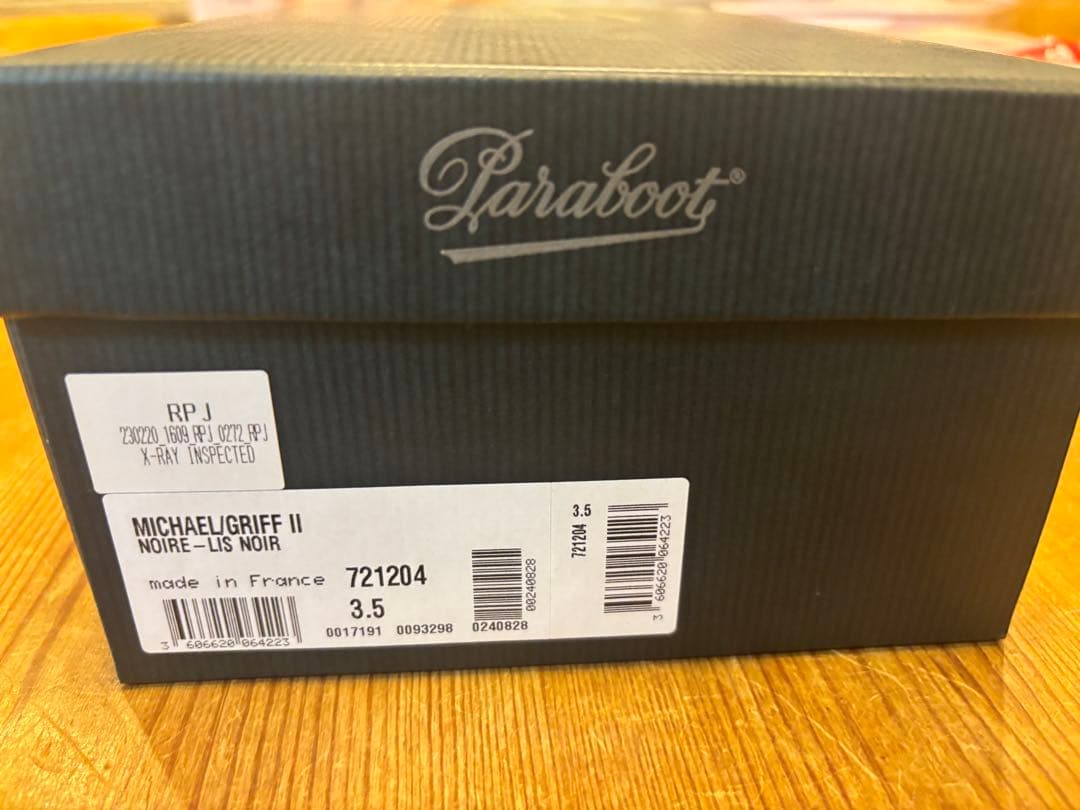 Paraboot®
RPJ
230220_1609_RPJ_0272_RPJ
X-RAY INSPECTED
MICHAEL/GRIFF II
NOIRE-LIS NOIR
made in France 721204
3.5
3 606620 064223
0017191 0093298 0240828
00240828
3.5
721204
3 606620 064223